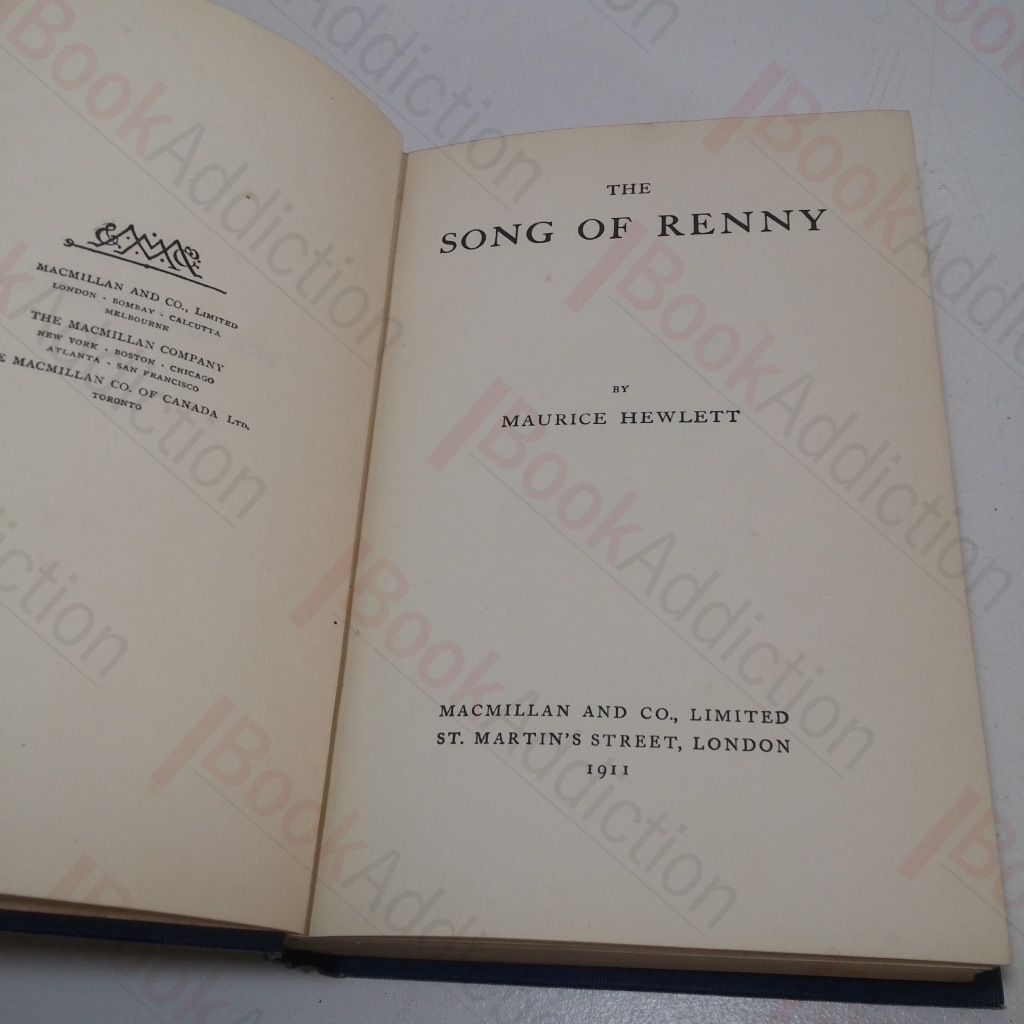 MACMILLAN AND CO., LIMITED
LONDON · BOMBAY · CALCUTTA
MELBOURNE
THE MACMILLAN COMPANY
NEW YORK · BOSTON · CHICAGO
ATLANTA · SAN FRANCISCO
E MACMILLAN CO. OF CANADA LTD.
TORONTO
THE
SONG OF RENNY
BY
MAURICE HEWLETT
MACMILLAN AND CO., LIMITED
ST. MARTIN'S STREET, LONDON
1911
BookAddiction